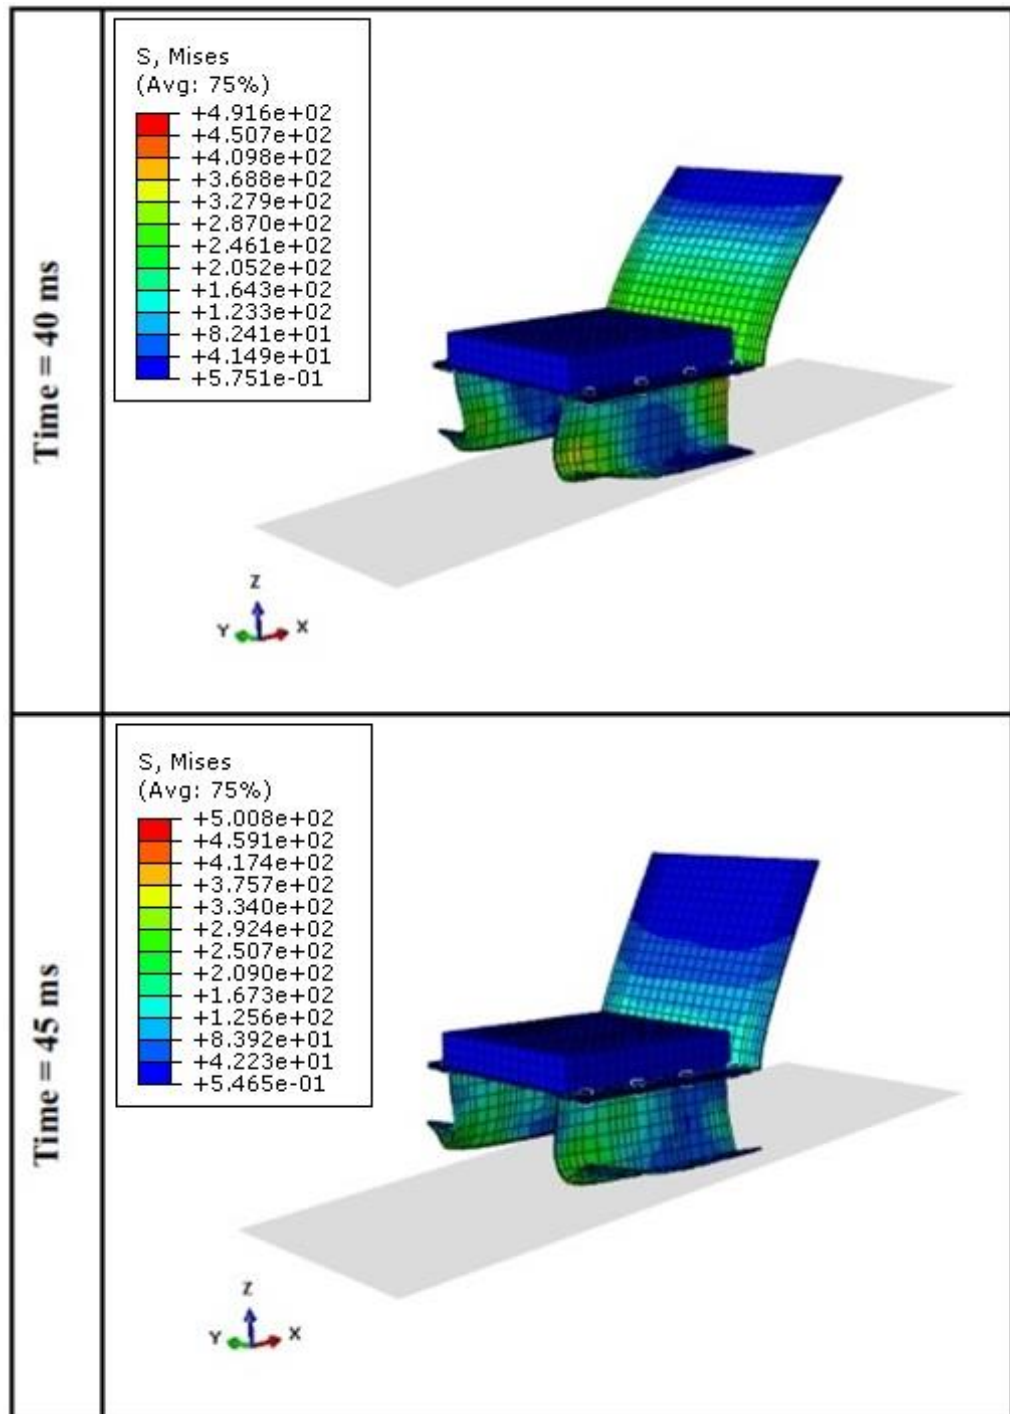 Time = 40 ms
S, Mises
(Avg: 75%)
+4.916e+02
+4.507e+02
+4.098e+02
+3.688e+02
+3.279e+02
+2.870e+02
+2.461e+02
+2.052e+02
+1.643e+02
+1.233e+02
+8.241e+01
+4.149e+01
+5.751e-01
Z
Y
X
Time = 45 ms
S, Mises
(Avg: 75%)
+5.008e+02
+4.591e+02
+4.174e+02
+3.757e+02
+3.340e+02
+2.924e+02
+2.507e+02
+2.090e+02
+1.673e+02
+1.256e+02
+8.392e+01
+4.223e+01
+5.465e-01
Z
Y
X